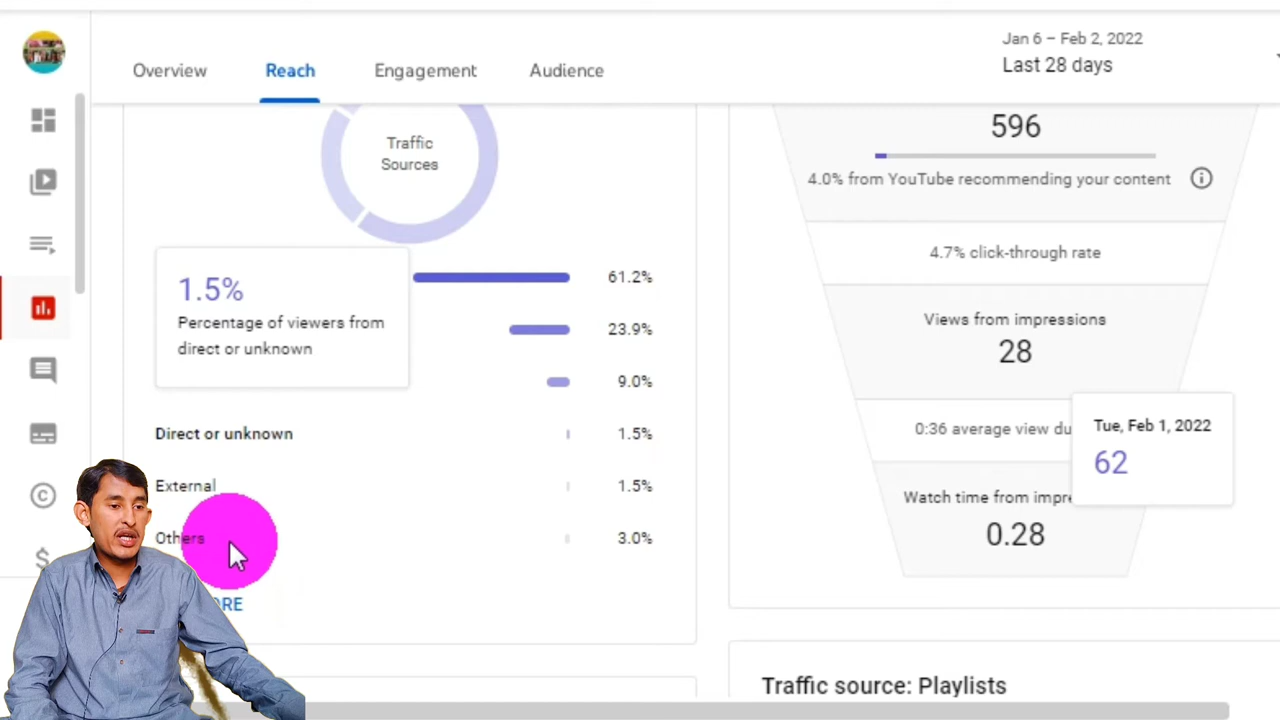 Overview
Reach
Engagement
Audience
Jan 6 – Feb 2, 2022
Last 28 days
Traffic
Sources
1.5%
Percentage of viewers from
direct or unknown
61.2%
23.9%
9.0%
Direct or unknown
1.5%
External
1.5%
Others
3.0%
596
4.0% from YouTube recommending your content
4.7% click-through rate
Views from impressions
28
0:36 average view du
Tue, Feb 1, 2022
62
Watch time from impre
0.28
Traffic source: Playlists